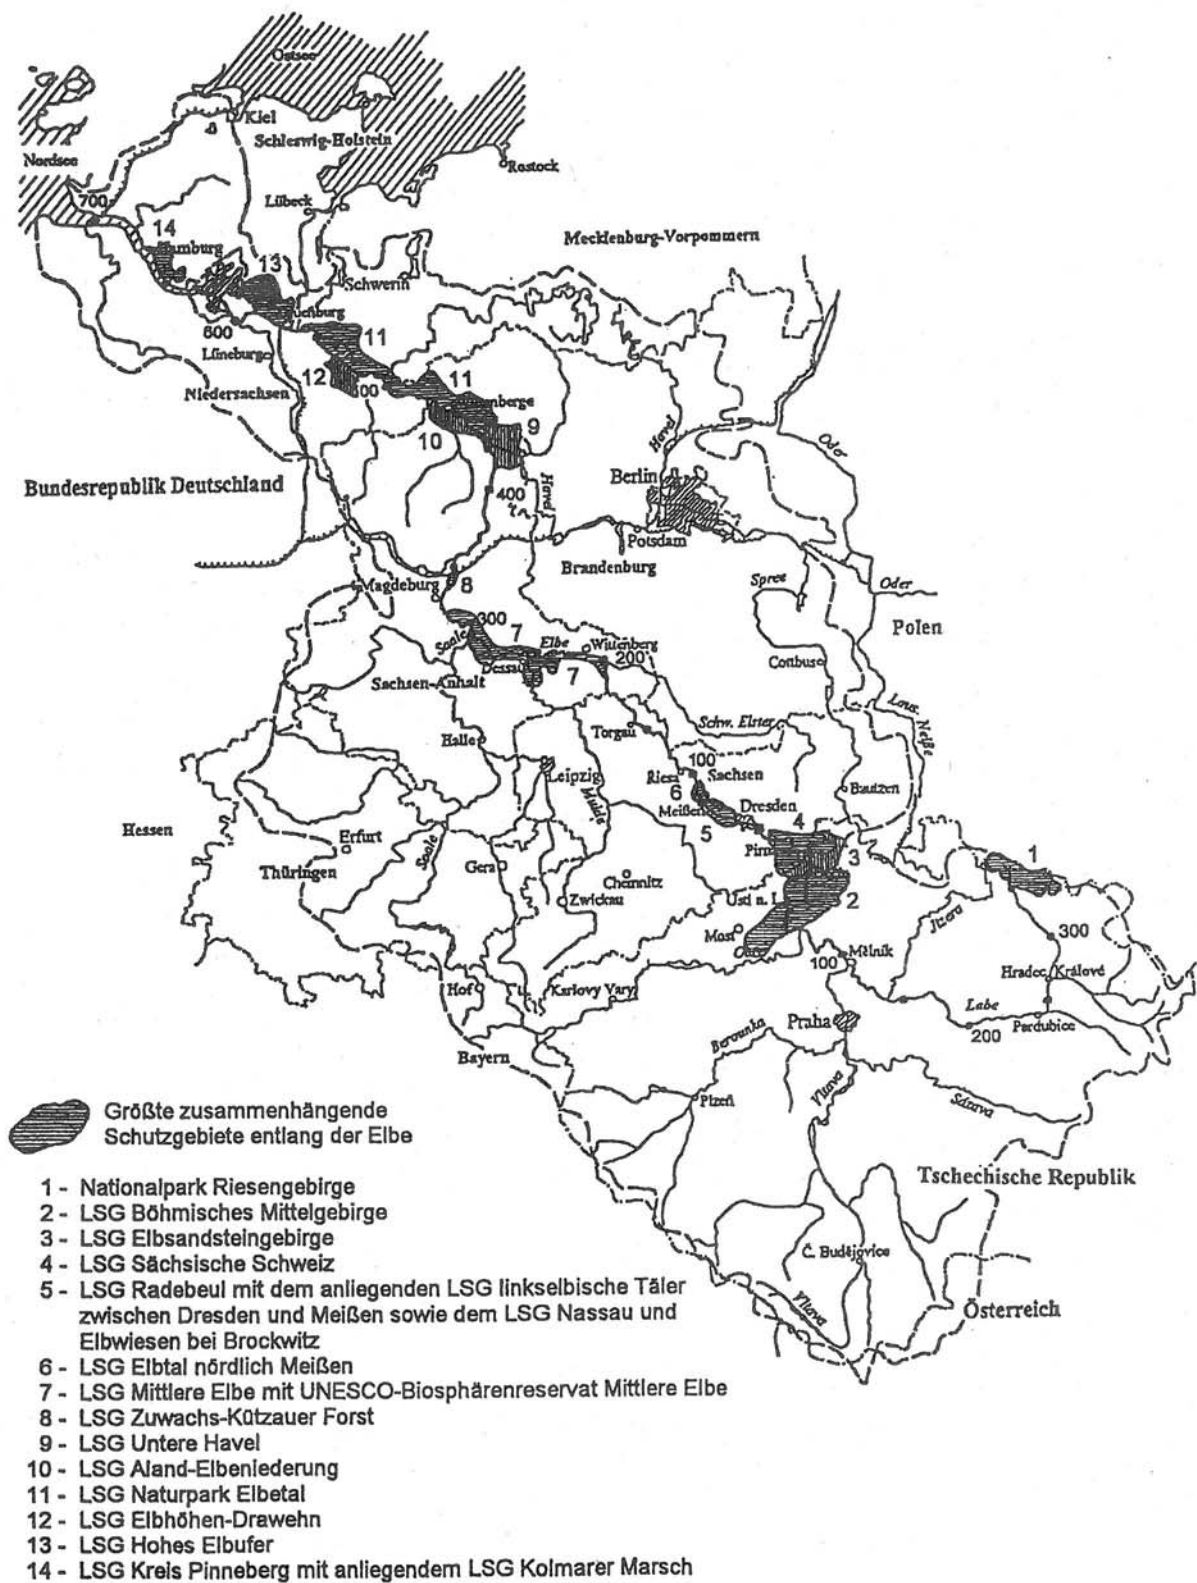 Ostsee
Kiel
Schleswig-Holstein
Nordsee
Rostock
700
Lübeck
14
Mecklenburg-Vorpommern
13
Schwerin
600
11
Lüneburg
12
11
Niedersachsen
9
10
Havel
Oder
Berlin
Bundesrepublik Deutschland
400
Havel
Potsdam
Brandenburg
Magdeburg
8
Spree
Oder
300
7
Polen
Saale
Elbe
Wittenberg
Dessau
200
Cottbus
Sachsen-Anhalt
7
Laus. Neiße
Torgau
Schw. Elster
Halle
100
Leipzig
Riesa
Sachsen
6
Bautzen
Mulde
Meißen
Dresden
Hessen
5
4
Erfurt
Pirn
3
1
Saale
Thüringen
Gera
Chemnitz
Zwickau
Usti n. L
2
Jizera
Most
300
100
Mělník
Hradec Králové
Hof
Karlovy Vary
Labe
Praha
Pardubice
200
Berounka
Bayern
Vltava
Plzeň
Sázava
Größte zusammenhängende
Schutzgebiete entlang der Elbe
Tschechische Republik
Č. Budějovice
Vltava
Österreich
1 - Nationalpark Riesengebirge
2 - LSG Böhmisches Mittelgebirge
3 - LSG Elbsandsteingebirge
4 - LSG Sächsische Schweiz
5 - LSG Radebeul mit dem anliegenden LSG linkselbische Täler
zwischen Dresden und Meißen sowie dem LSG Nassau und
Elbwiesen bei Brockwitz
6 - LSG Elbtal nördlich Meißen
7 - LSG Mittlere Elbe mit UNESCO-Biosphärenreservat Mittlere Elbe
8 - LSG Zuwachs-Kützauer Forst
9 - LSG Untere Havel
10 - LSG Aland-Elbeniederung
11 - LSG Naturpark Elbetal
12 - LSG Elbhöhen-Drawehn
13 - LSG Hohes Elbufer
14 - LSG Kreis Pinneberg mit anliegendem LSG Kolmarer Marsch